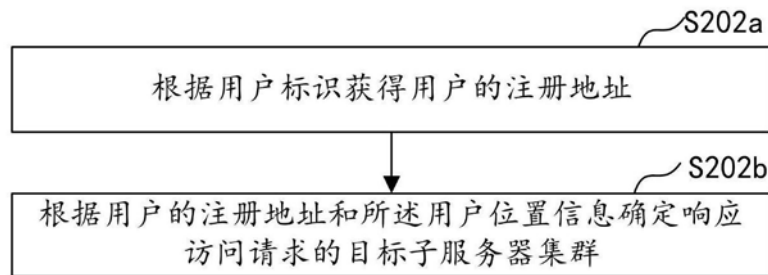 S202a
根据用户标识获得用户的注册地址
S202b
根据用户的注册地址和所述用户位置信息确定响应
访问请求的目标子服务器集群